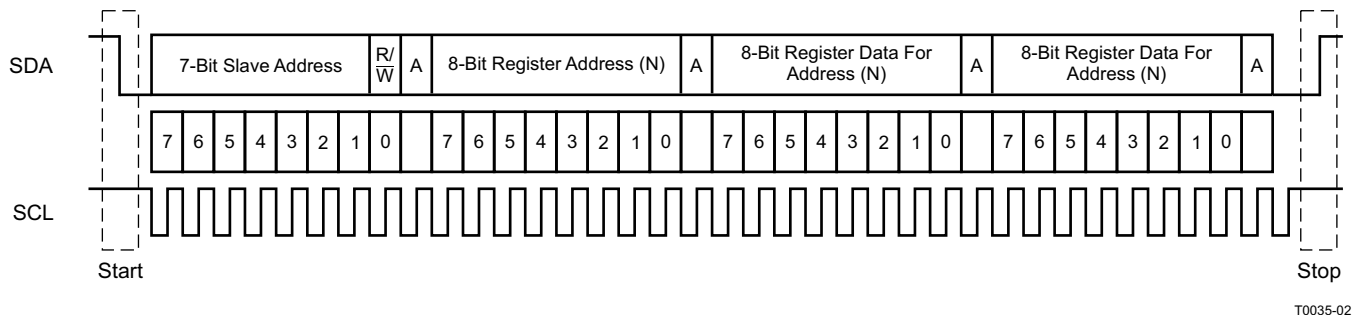 SDA
7-Bit Slave Address
R/
W
A
8-Bit Register Address (N)
A
8-Bit Register Data For
Address (N)
A
8-Bit Register Data For
Address (N)
A
7 6 5 4 3 2 1 0 7 6 5 4 3 2 1 0 7 6 5 4 3 2 1 0 7 6 5 4 3 2 1 0
SCL
Start
Stop
T0035-02